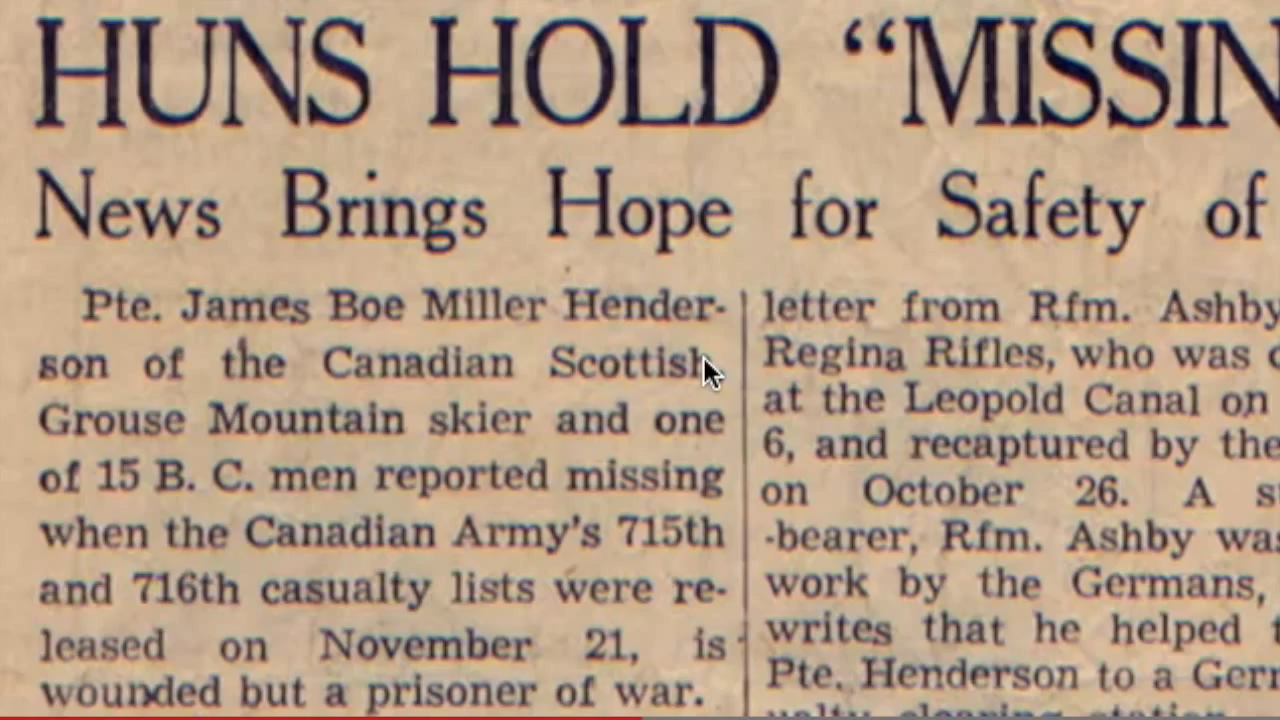 HUNS HOLD “MISSIN
News Brings Hope for Safety of
Pte. James Boe Miller Hender-
son of the Canadian Scottish
Grouse Mountain skier and one
of 15 B. C. men reported missing
when the Canadian Army's 715th
and 716th casualty lists were re-
leased on November 21, is
wounded but a prisoner of war.
letter from Rfm. Ashby
Regina Rifles, who was
at the Leopold Canal on
6, and recaptured by the
on October 26. A s
-bearer, Rfm. Ashby was
work by the Germans,
writes that he helped t
Pte. Henderson to a Ger
ualty clearing station